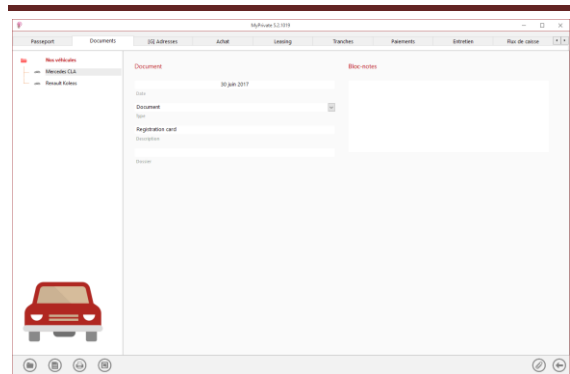 MyPrivate 5.2.1019
Passeport Documents Adresses Achat Leasing Tranches Paiements Entretien Flux de caisse
Nos véhicules
Mercedes CLA
Renault Koleos
Document
30 juin 2017
Date
Document
Type
Registration card
Description
Dossier
Bloc-notes